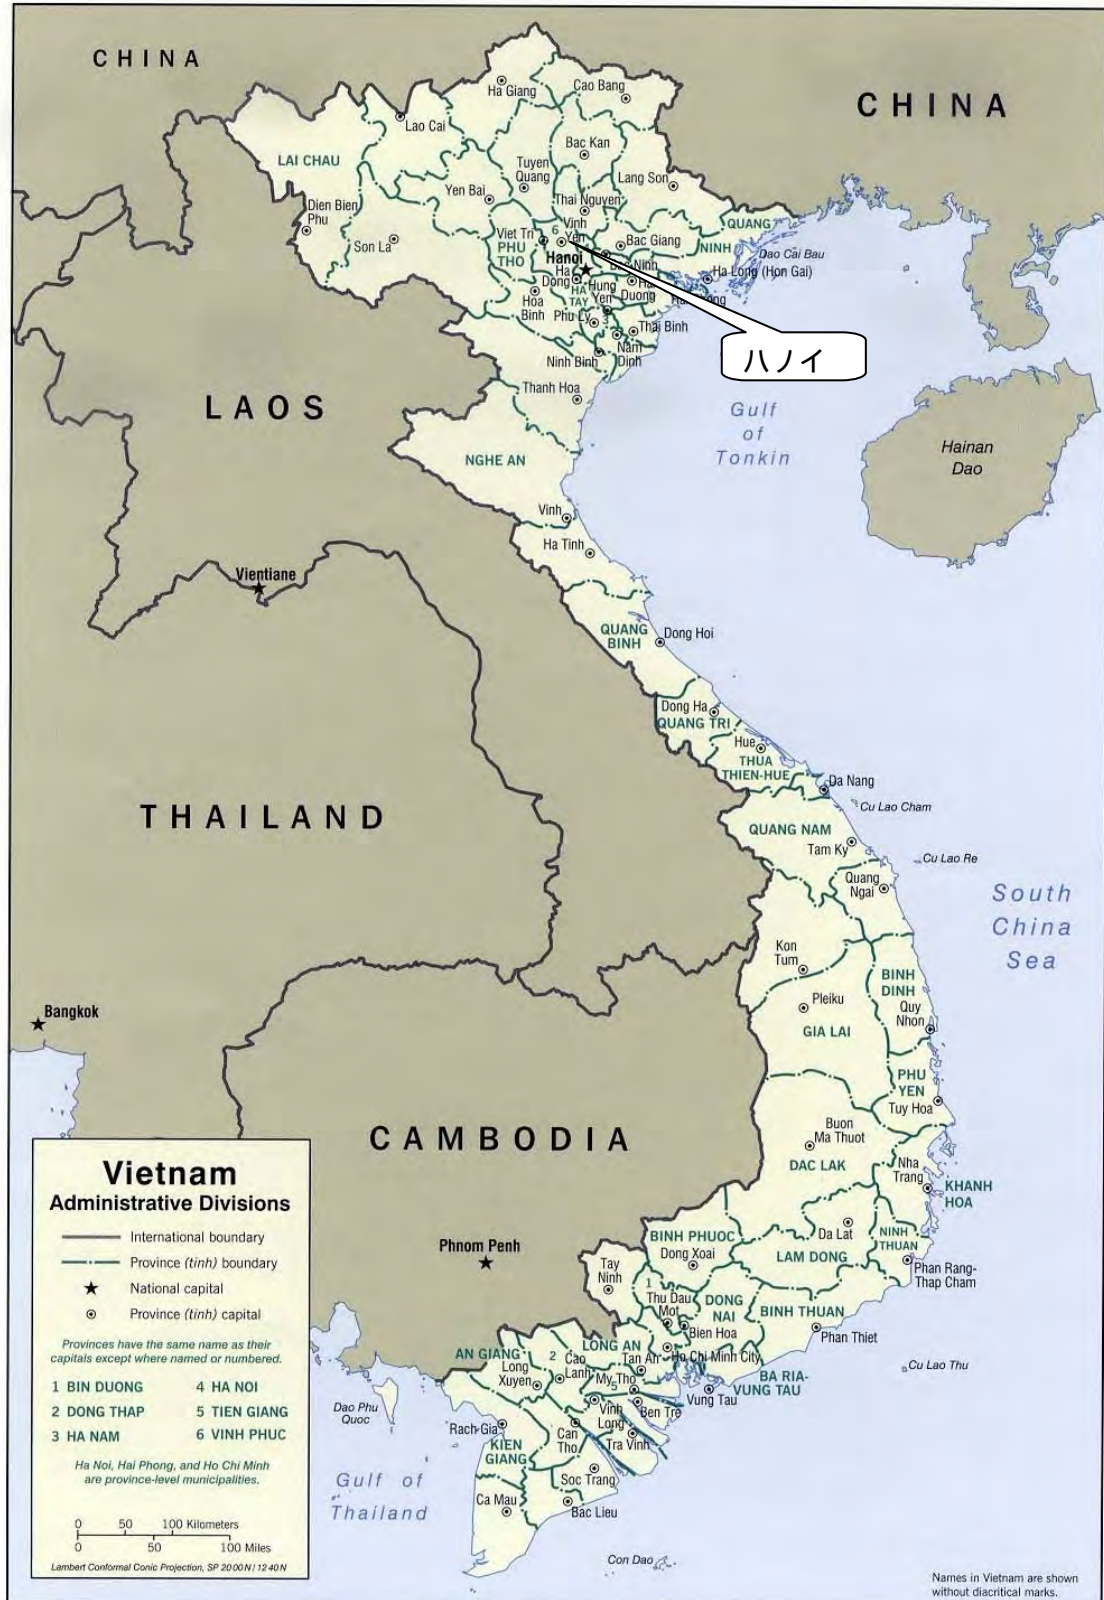 CHINA
CHINA
Ha Giang
Cao Bang
Lao Cai
LAI CHAU
Bac Kan
Tuyen
Quang
Lang Son
Yen Bai
Thai Nguyen
Dien Bien
Phu
Son La
Viet Tri
PHU
THO
6
Vinh
Yen
Bac Giang
QUANG
NINH
Dao Cai Bau
Hanoi
Ha
Dong
HA
TAY
Hung
Yen
Duong
Ha Long (Hon Gai)
Hoa
Binh
Phu Ly
3
Thai Binh
Nam
Dinh
Ninh Binh
ハノイ
Thanh Hoa
LAOS
Gulf
of
Tonkin
Hainan
Dao
NGHE AN
Vinh
Ha Tinh
Vientiane
QUANG
BINH
Dong Hoi
Dong Ha
QUANG TRI
Hue
THUA
THIEN-HUE
Da Nang
Cu Lao Cham
THAILAND
QUANG NAM
Tam Ky
Cu Lao Re
Quang
Ngai
South
China
Sea
Kon
Tum
BINH
DINH
Pleiku
Quy
Nhon
GIA LAI
Bangkok
PHU
YEN
Tuy Hoa
CAMBODIA
Buon
Ma Thuot
DAC LAK
Nha
Trang
KHANH
HOA
Phnom Penh
BINH PHUOC
Dong Xoai
Da Lat
LAM DONG
NINH
THUAN
Phan Rang-
Thap Cham
Tay
Ninh
1
Thu Dau
Mot
DONG
NAI
BINH THUAN
Bien Hoa
Phan Thiet
AN GIANG
LONG AN
Long
Xuyen
2
Cao
Lanh
Tan An
Ho Chi Minh City
BA RIA-
VUNG TAU
Cu Lao Thu
My Tho
5
Vung Tau
Dao Phu
Quoc
Vinh
Long
Ben Tre
Rach Gia
Can
Tho
Tra Vinh
KIEN
GIANG
Soc Trang
Gulf of
Thailand
Ca Mau
Bac Lieu
Con Dao
Vietnam
Administrative Divisions
International boundary
Province (tinh) boundary
National capital
Province (tinh) capital
Provinces have the same name as their
capitals except where named or numbered.
1 BIN DUONG
2 DONG THAP
3 HA NAM
4 HA NOI
5 TIEN GIANG
6 VINH PHUC
Ha Noi, Hai Phong, and Ho Chi Minh
are province-level municipalities.
0 50 100 Kilometers
0 50 100 Miles
Lambert Conformal Conic Projection, SP 20 00 N / 12 40 N
Names in Vietnam are shown
without diacritical marks.